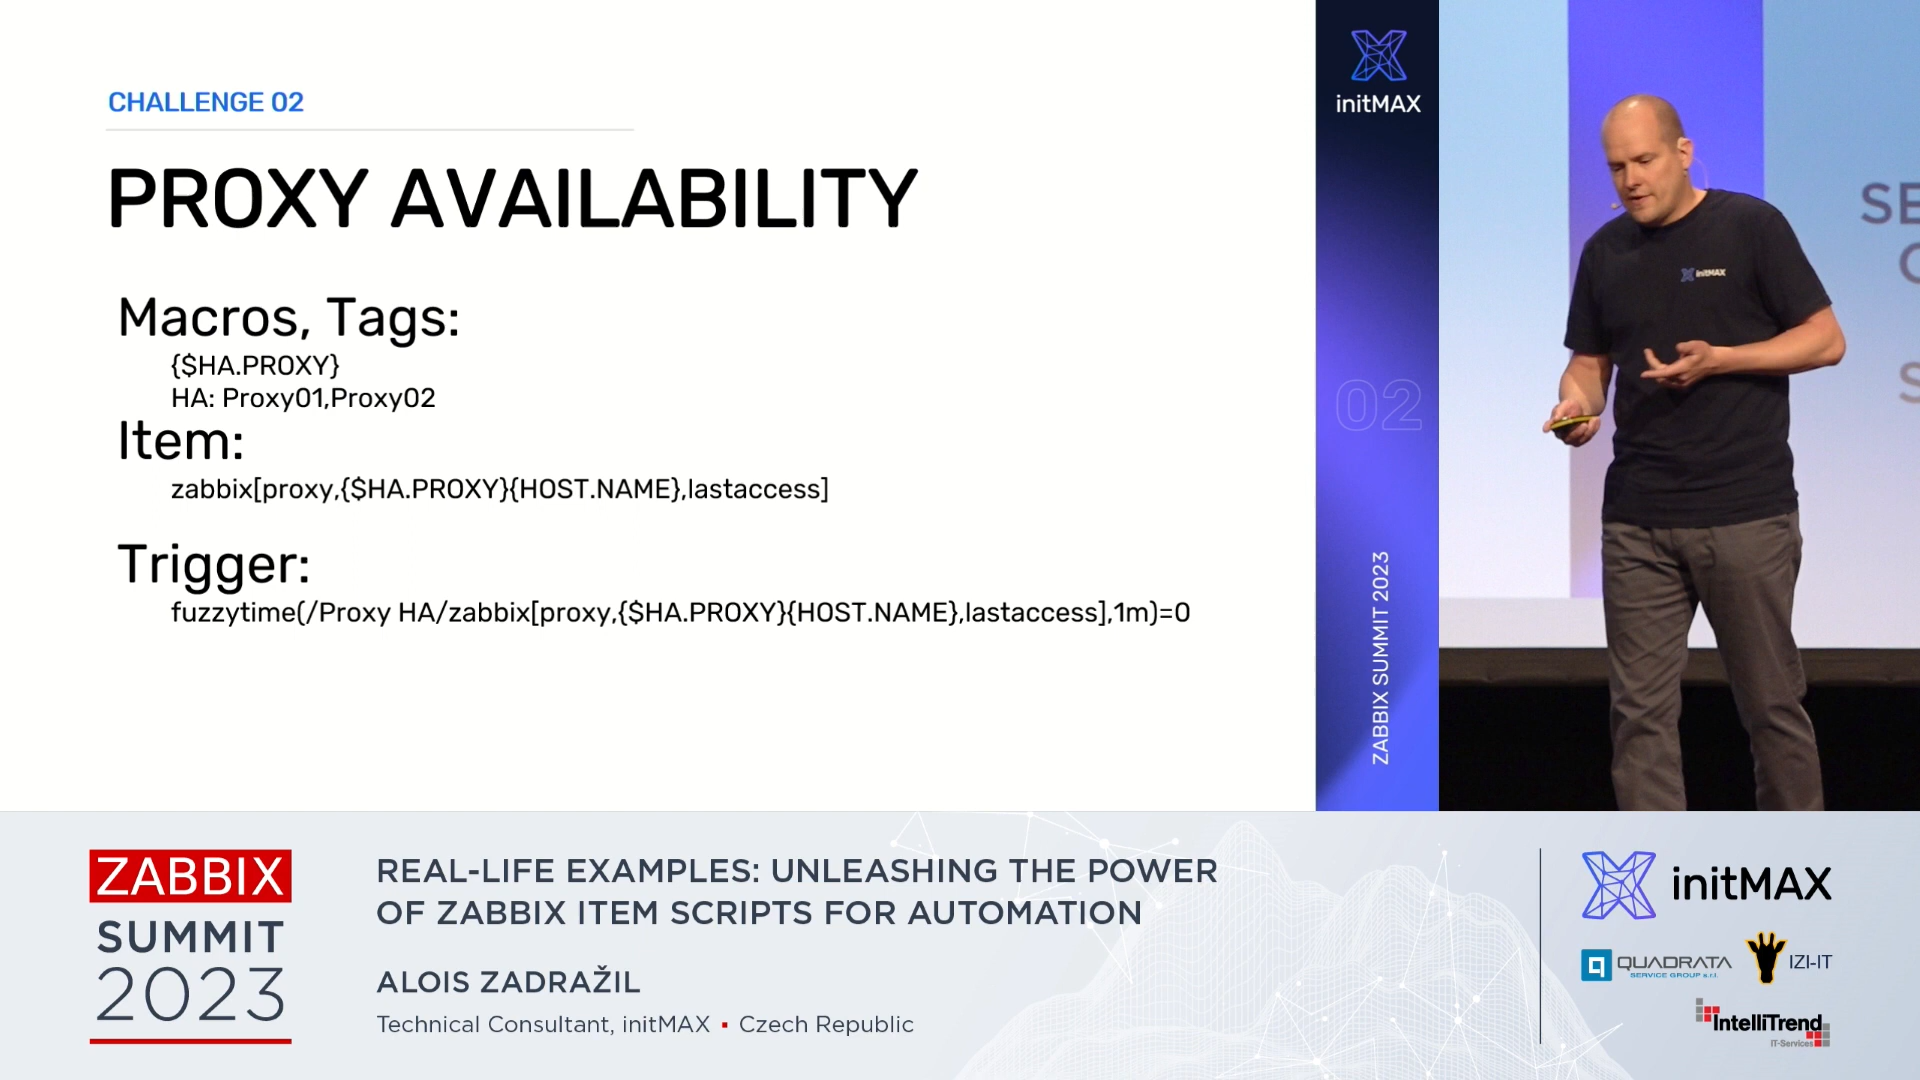 CHALLENGE 02
PROXY AVAILABILITY
Macros, Tags:
{$HA.PROXY}
HA: Proxy01,Proxy02
Item:
zabbix[proxy,{$HA.PROXY}{HOST.NAME},lastaccess]
Trigger:
fuzzytime(/Proxy HA/zabbix[proxy,{$HA.PROXY}{HOST.NAME},lastaccess],1m)=0
initMAX
02
ZABBIX SUMMIT 2023
initMAX
SE
S
ZABBIX
SUMMIT
2023
REAL-LIFE EXAMPLES: UNLEASHING THE POWER
OF ZABBIX ITEM SCRIPTS FOR AUTOMATION
ALOIS ZADRAŽIL
Technical Consultant, initMAX ▪ Czech Republic
initMAX
QUADRATA
SERVICE GROUP s.r.l.
IZI-IT
IntelliTrend
IT-Services